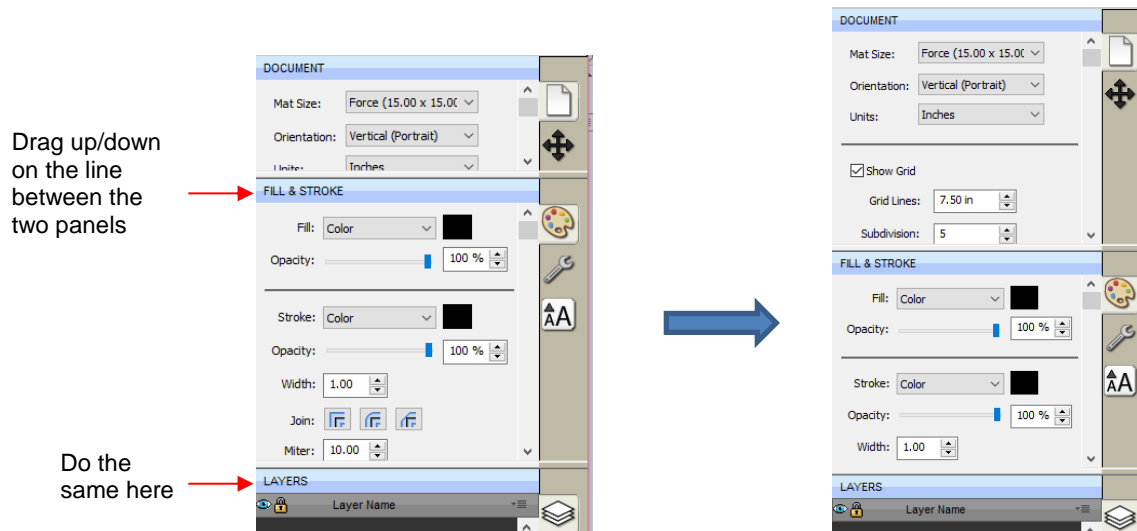 Drag up/down
on the line
between the
two panels
Do the
same here
DOCUMENT
Mat Size: Force (15.00 x 15.0(
Orientation: Vertical (Portrait)
Units: Inches
FILL & STROKE
Fill: Color
Opacity: 100 %
Stroke: Color
Opacity: 100 %
Width: 1.00
Join:
Miter: 10.00
LAYERS
Layer Name
AA
DOCUMENT
Mat Size: Force (15.00 x 15.0(
Orientation: Vertical (Portrait)
Units: Inches
Show Grid
Grid Lines: 7.50 in
Subdivision: 5
FILL & STROKE
Fill: Color
Opacity: 100 %
Stroke: Color
Opacity: 100 %
Width: 1.00
LAYERS
Layer Name
AA